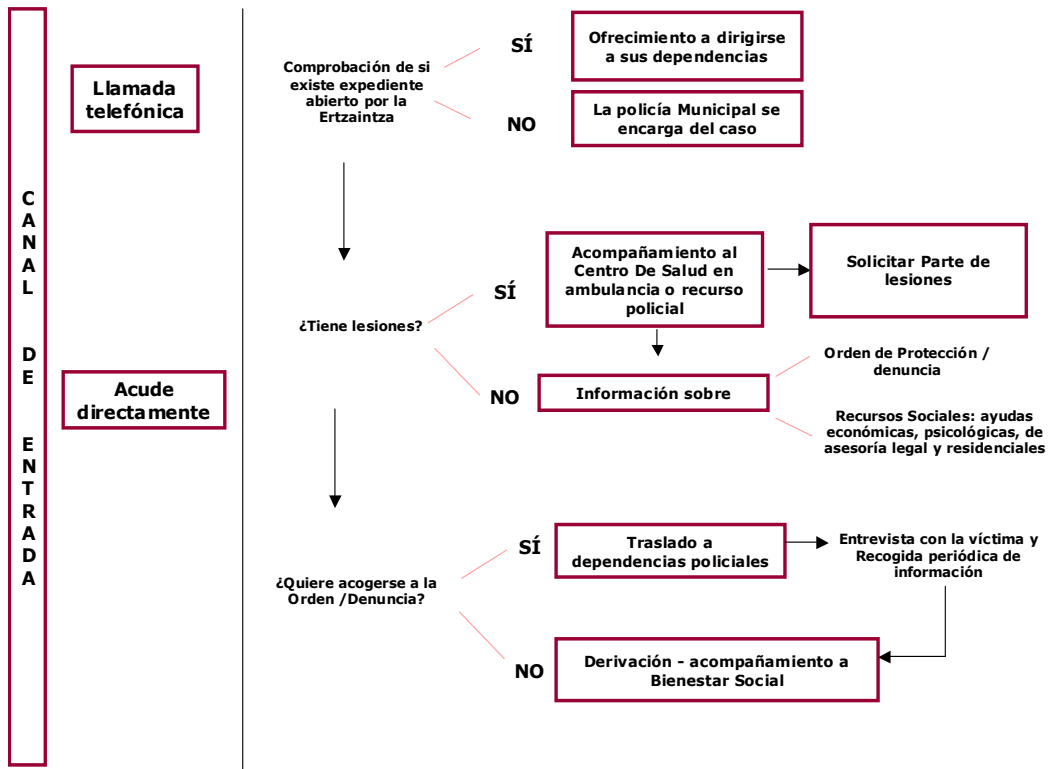 CANAL DE ENTRADA
Llamada
telefónica
Acude
directamente
Comprobación de si
existe expediente
abierto por la
Ertzaintza
SÍ
Ofrecimiento a dirigirse
a sus dependencias
NO
La policía Municipal se
encarga del caso
¿Tiene lesiones?
SÍ
Acompañamiento al
Centro De Salud en
ambulancia o recurso
policial
Solicitar Parte de
lesiones
NO
Información sobre
Orden de Protección /
denuncia
Recursos Sociales: ayudas
económicas, psicológicas, de
asesoría legal y residenciales
¿Quiere acogerse a la
Orden /Denuncia?
SÍ
Traslado a
dependencias policiales
Entrevista con la víctima y
Recogida periódica de
información
NO
Derivación - acompañamiento a
Bienestar Social